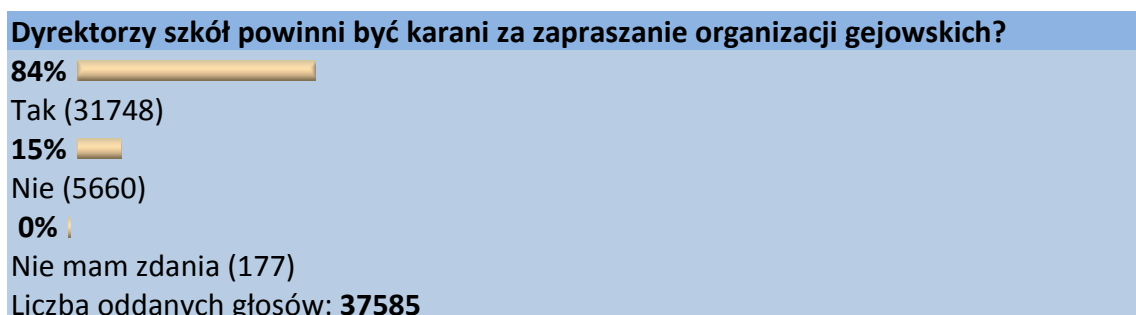 Dyrektorzy szkół powinni być karani za zapraszanie organizacji gejowskich?
84%
Tak (31748)
15%
Nie (5660)
0%
Nie mam zdania (177)
Liczba oddanych głosów: 37585